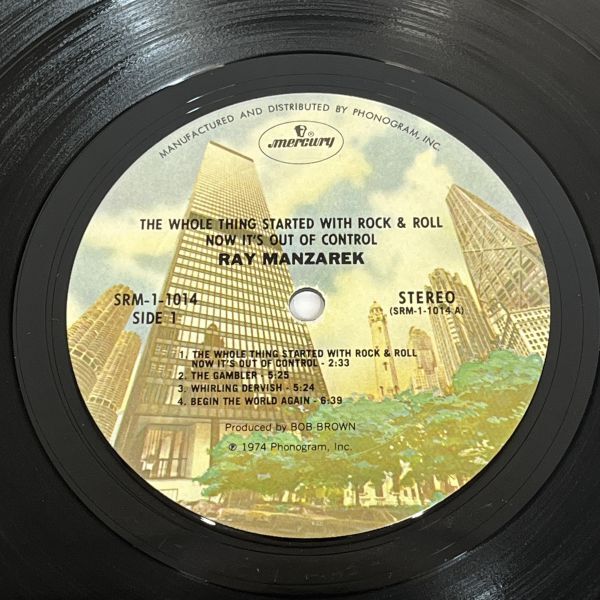 MANUFACTURED AND DISTRIBUTED BY PHONOGRAM, INC.
mercury®
THE WHOLE THING STARTED WITH ROCK & ROLL
NOW IT'S OUT OF CONTROL
RAY MANZAREK
SRM-1-1014
SIDE 1
STEREO
(SRM-1-1014 A)
1. THE WHOLE THING STARTED WITH ROCK & ROLL
NOW IT'S OUT OF CONTROL - 2:33
2. THE GAMBLER - 5:25
3. WHIRLING DERVISH - 5:24
4. BEGIN THE WORLD AGAIN - 6:39
Produced by BOB BROWN
℗ 1974 Phonogram, Inc.